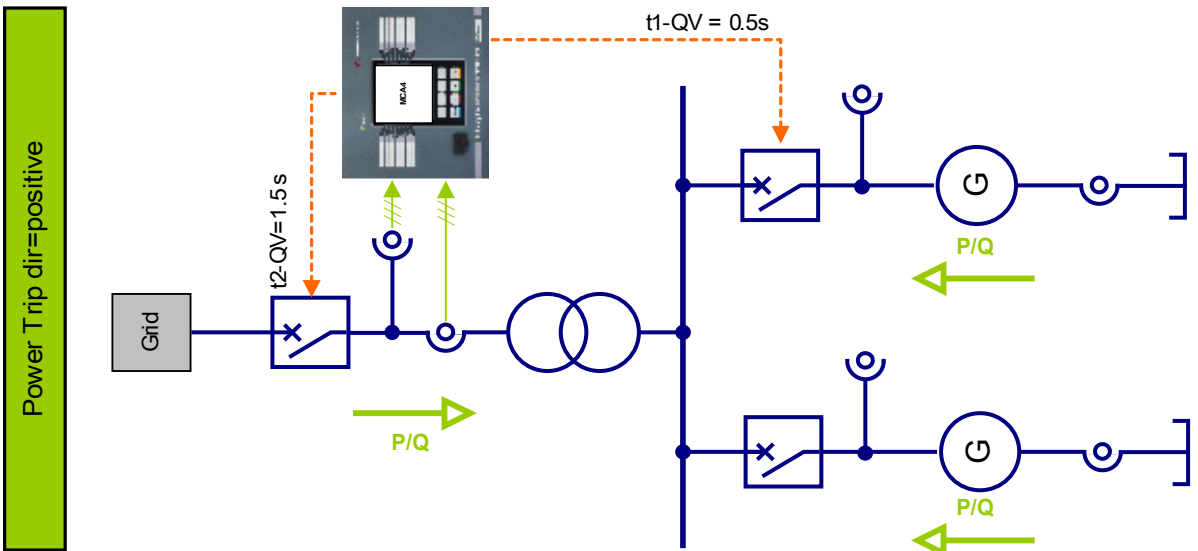 Power Trip dir=positive
t1-QV = 0.5s
MCA4
t2-QV=1.5 s
Grid
P/Q
G
P/Q
G
P/Q